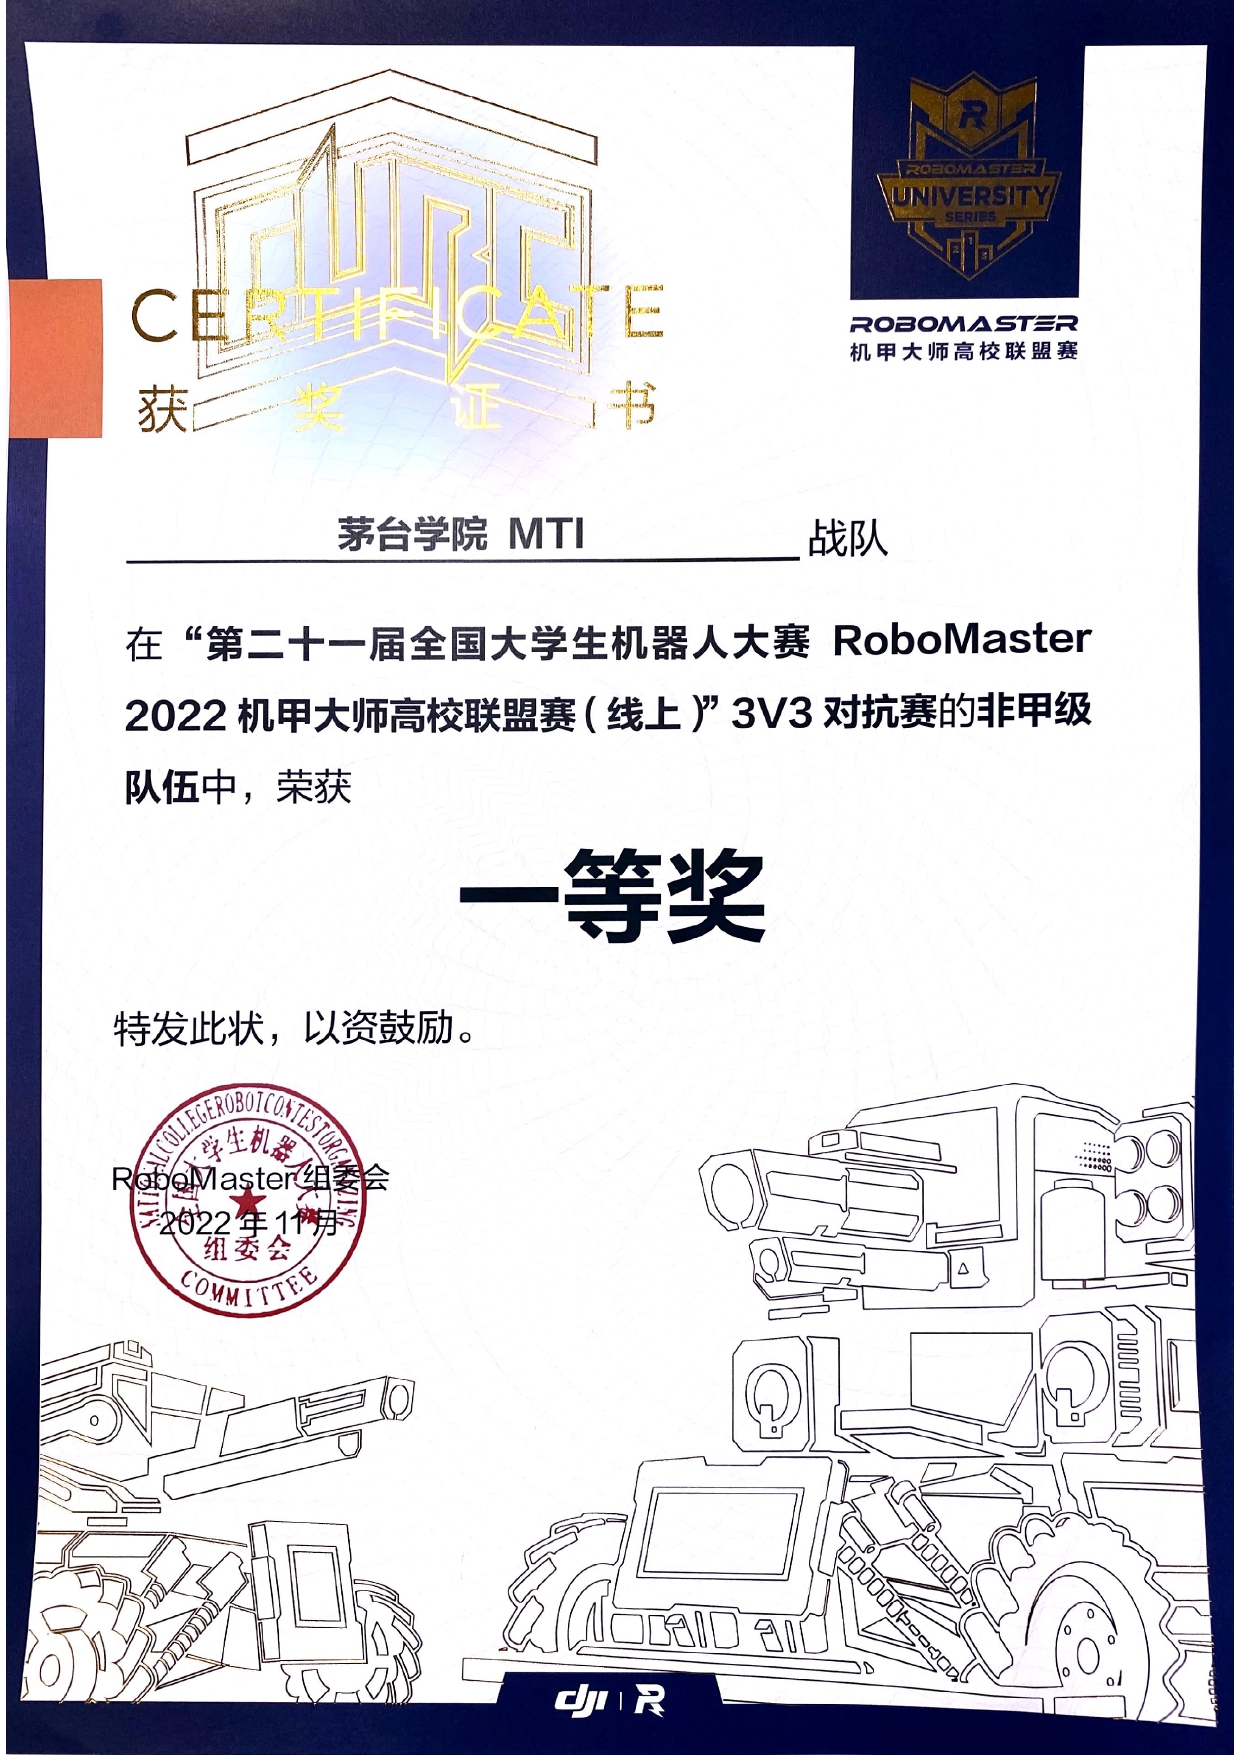 R
ROBOMASTER
UNIVERSITY
SERIES
CURC
CERTIFICATE
获奖证书
ROBOMASTER
机甲大师高校联盟赛
茅台学院 MTI 战队
在“第二十一届全国大学生机器人大赛 RoboMaster
2022 机甲大师高校联盟赛(线上)” 3V3 对抗赛的非甲级
队伍中，荣获
一等奖
特发此状，以资鼓励。
NATIONALCOLLEGEROBOTCONTESTORGANIZING
全国大学生机器人大赛
RoboMaster 组委会
2022 年 11 月
组委会
COMMITTEE
dji R